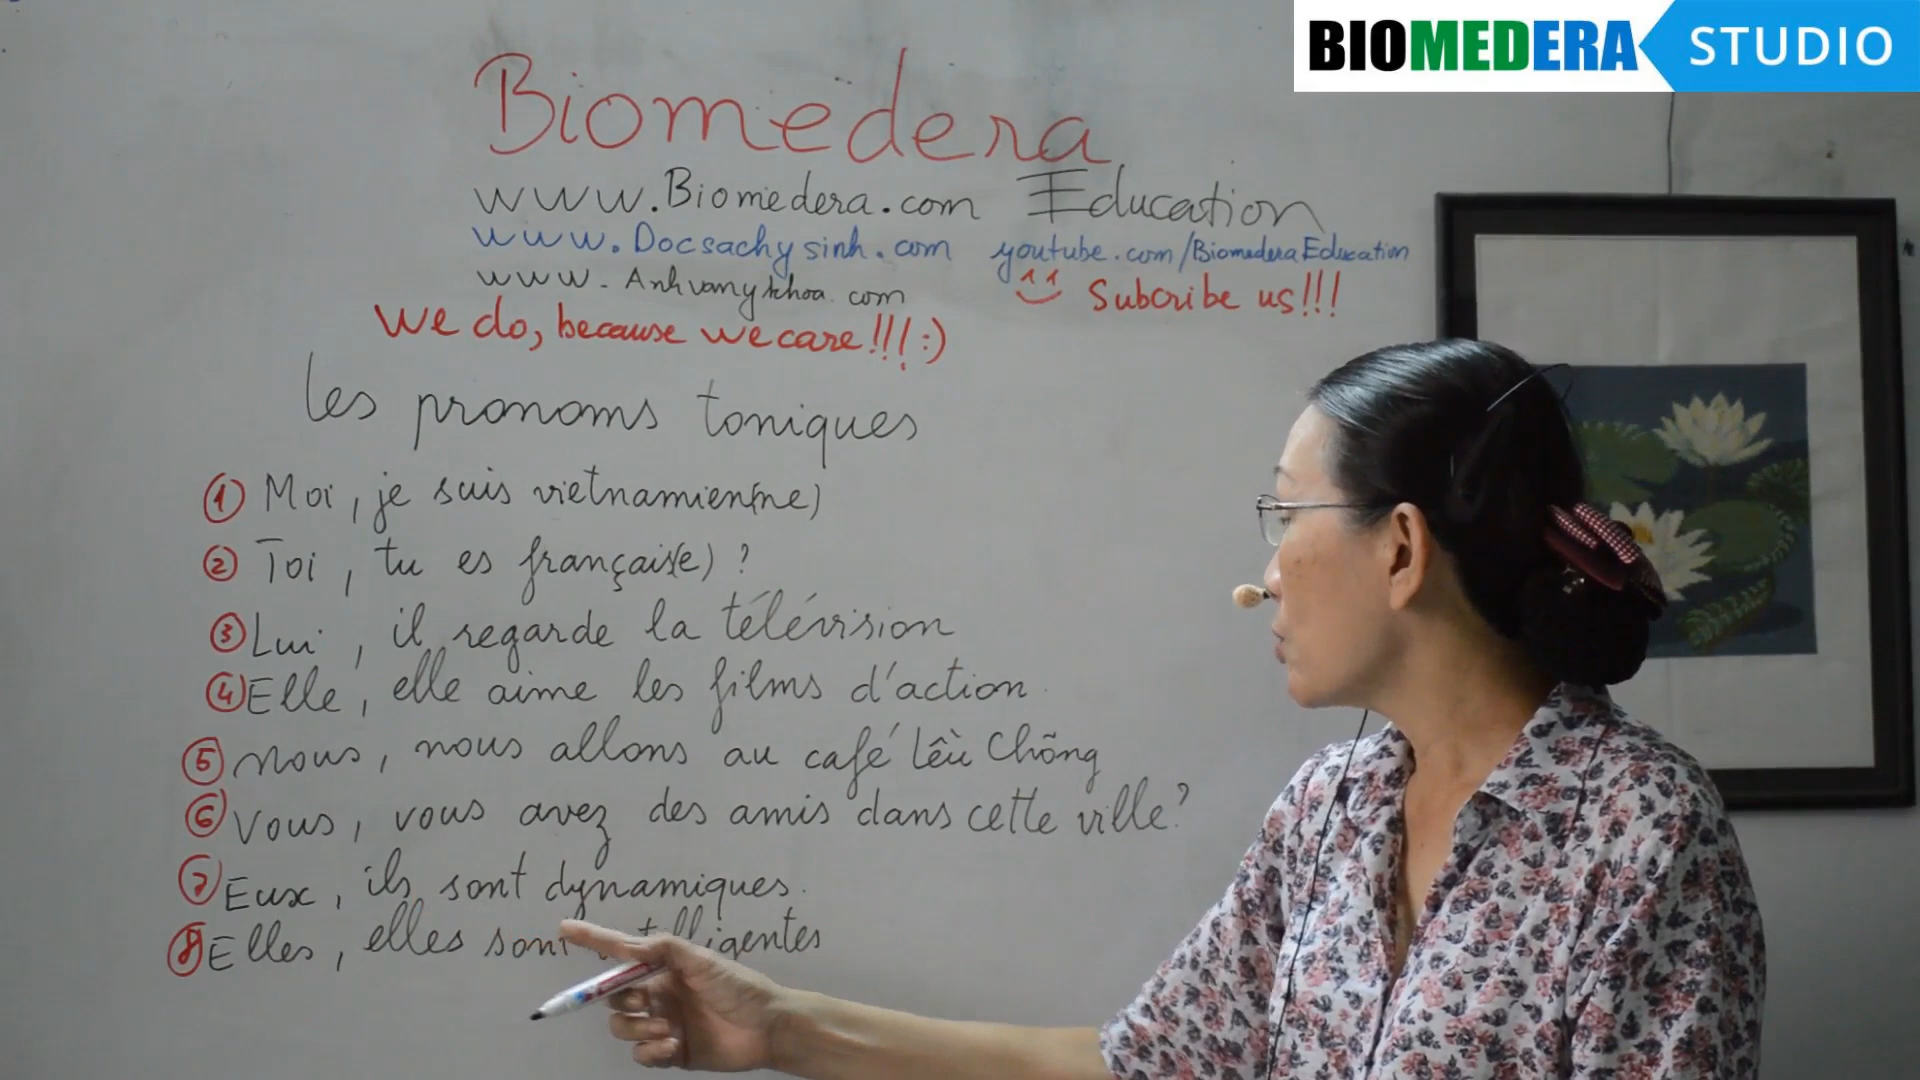 BIOMEDERA STUDIO
Biomedera
www.Biomedera.com Education
www.Docsachysinh.com youtube.com/BiomederaEducation
www.Anhvanykhoa.com Subcribe us!!!
We do, because we care!!! :)
les pronoms toniques
1 Moi, je suis vietnamien(ne)
2 Toi, tu es français(e) ?
3 Lui, il regarde la télévision
4 Elle, elle aime les films d'action
5 nous, nous allons au café Lều Chõng
6 Vous, vous avez des amis dans cette ville?
7 Eux, ils sont dynamiques.
8 Elles, elles sont